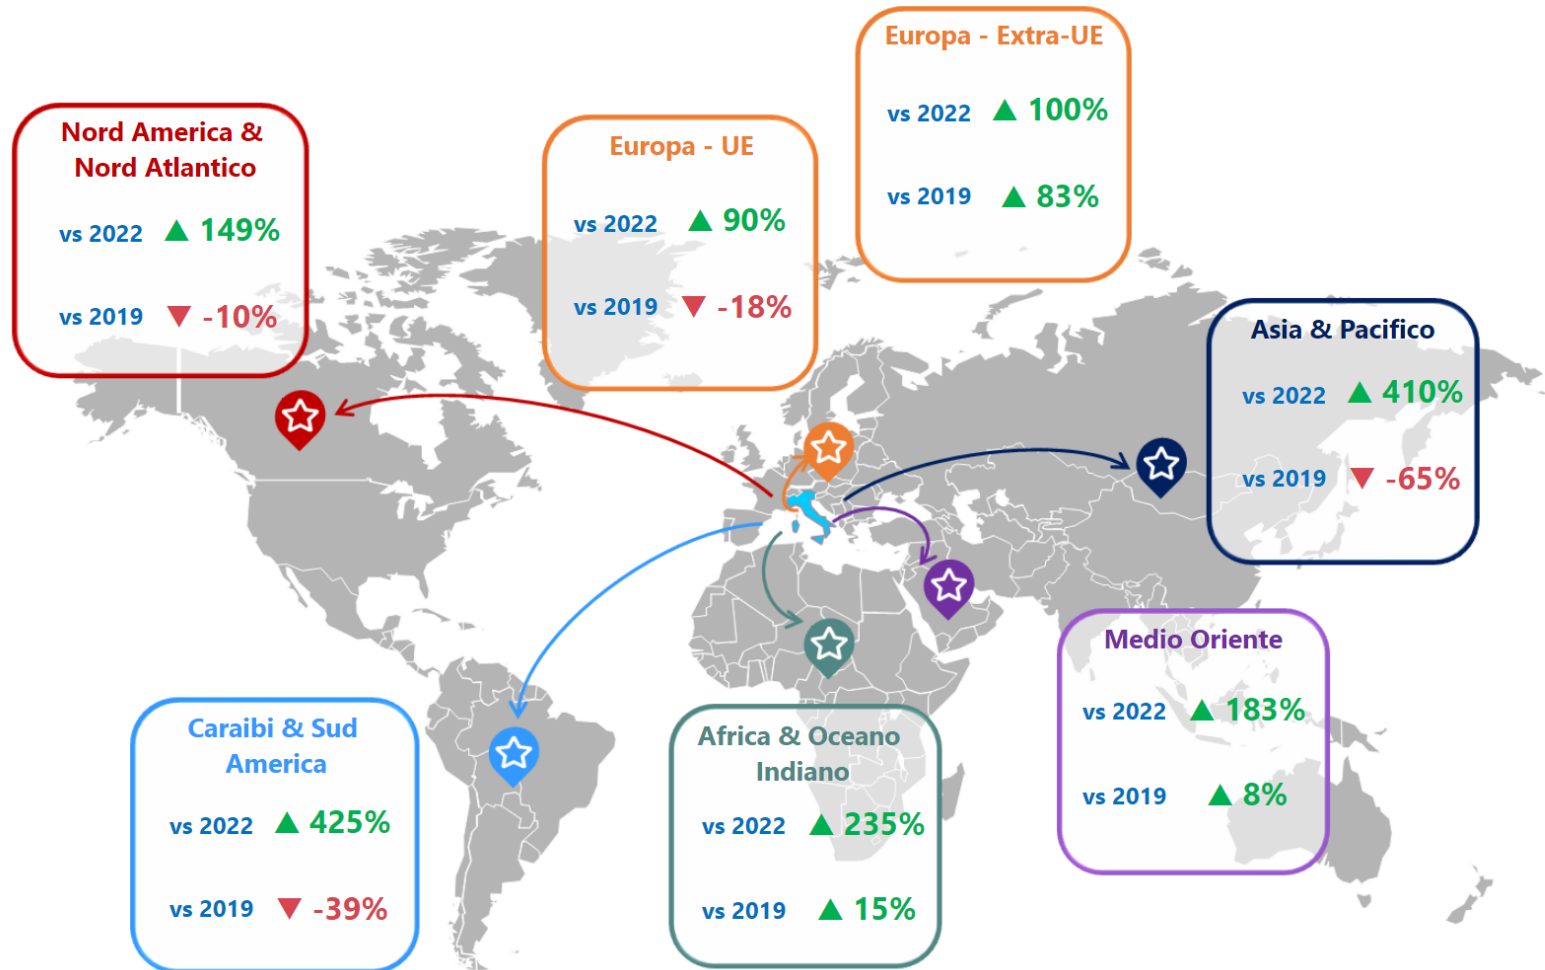 Europa - Extra-UE
vs 2022 ▲ 100%
vs 2019 ▲ 83%
Nord America &
Nord Atlantico
vs 2022 ▲ 149%
vs 2019 ▼ -10%
Europa - UE
vs 2022 ▲ 90%
vs 2019 ▼ -18%
Asia & Pacifico
vs 2022 ▲ 410%
vs 2019 ▼ -65%
Medio Oriente
vs 2022 ▲ 183%
vs 2019 ▲ 8%
Caraibi & Sud
America
vs 2022 ▲ 425%
vs 2019 ▼ -39%
Africa & Oceano
Indiano
vs 2022 ▲ 235%
vs 2019 ▲ 15%